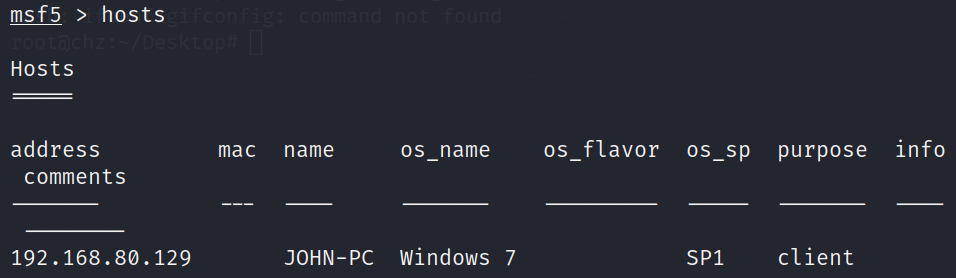 msf5 > hosts
gifconfig: command not found
root@chz:~/Desktop#
Hosts
=====
address mac name os_name os_flavor os_sp purpose info
comments
------- --- ---- ------- --------- ----- ------- ----
--------
192.168.80.129 JOHN-PC Windows 7 SP1 client